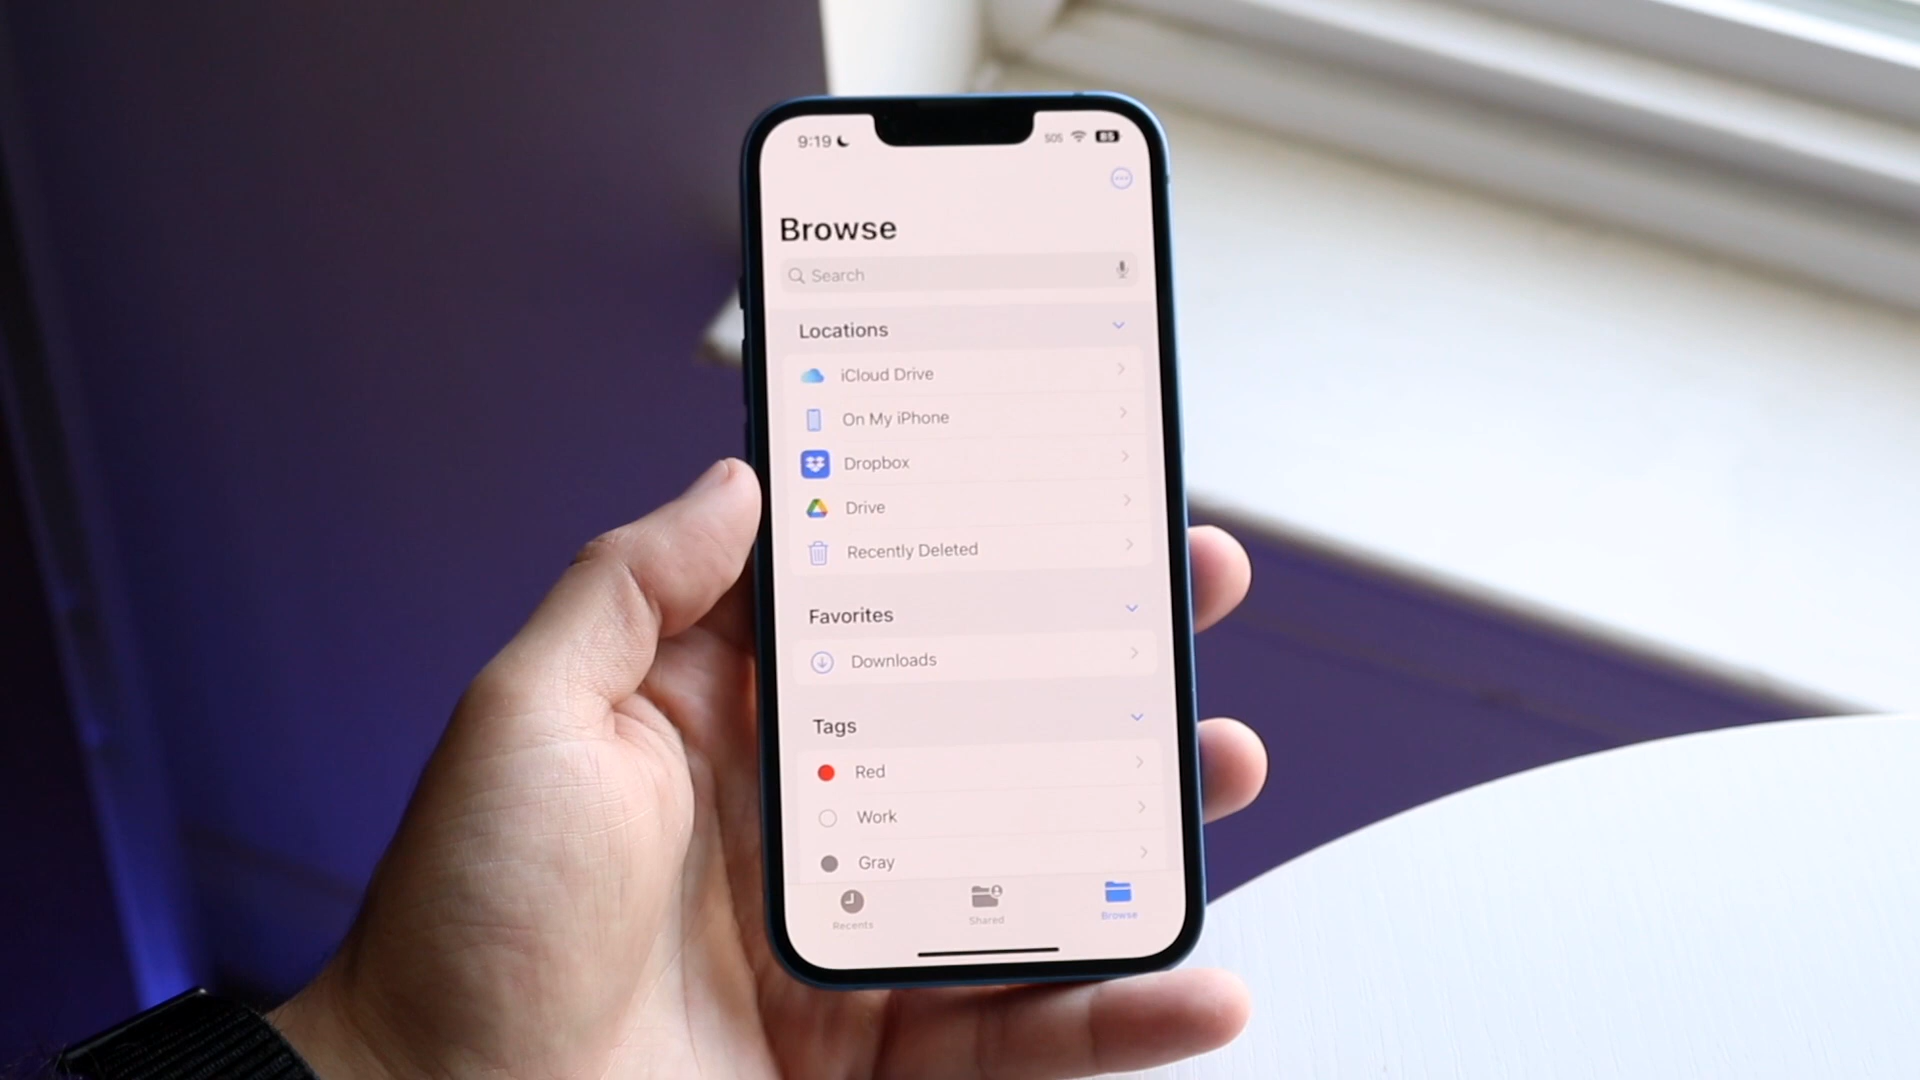 9:19
SOS
85
Browse
Search
Locations
iCloud Drive
On My iPhone
Dropbox
Drive
Recently Deleted
Favorites
Downloads
Tags
Red
Work
Gray
Recents
Shared
Browse